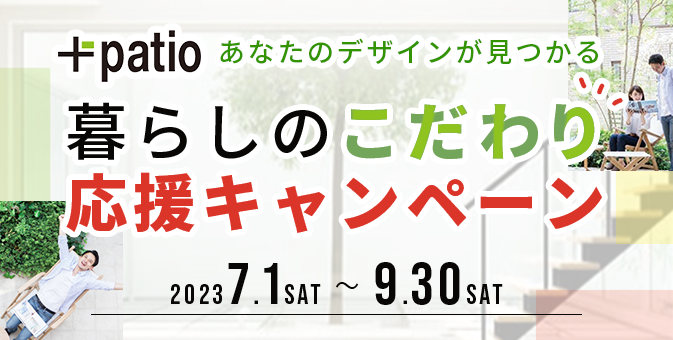 +patio あなたのデザインが見つかる
暮らしのこだわり
応援キャンペーン
2023 7.1 SAT ～ 9.30 SAT